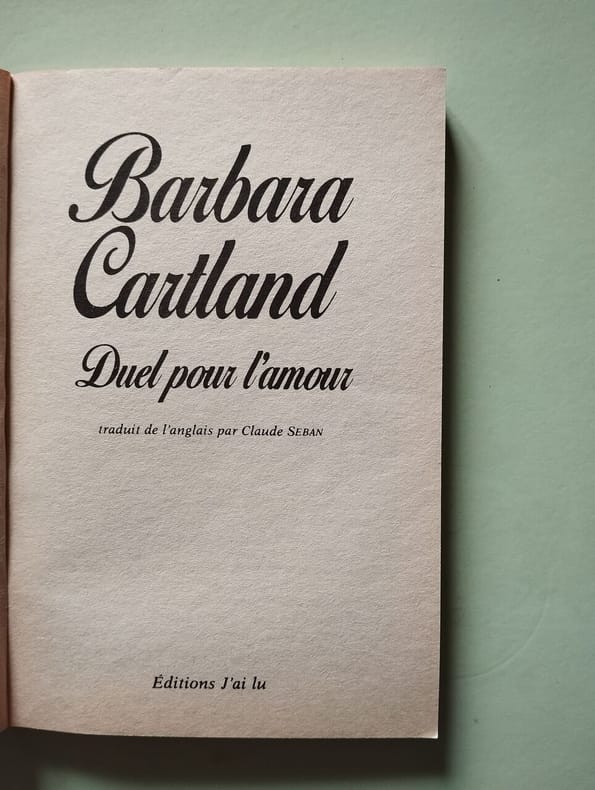 Barbara
Cartland
Duel pour l'amour
traduit de l'anglais par Claude SEBAN
Éditions J'ai lu